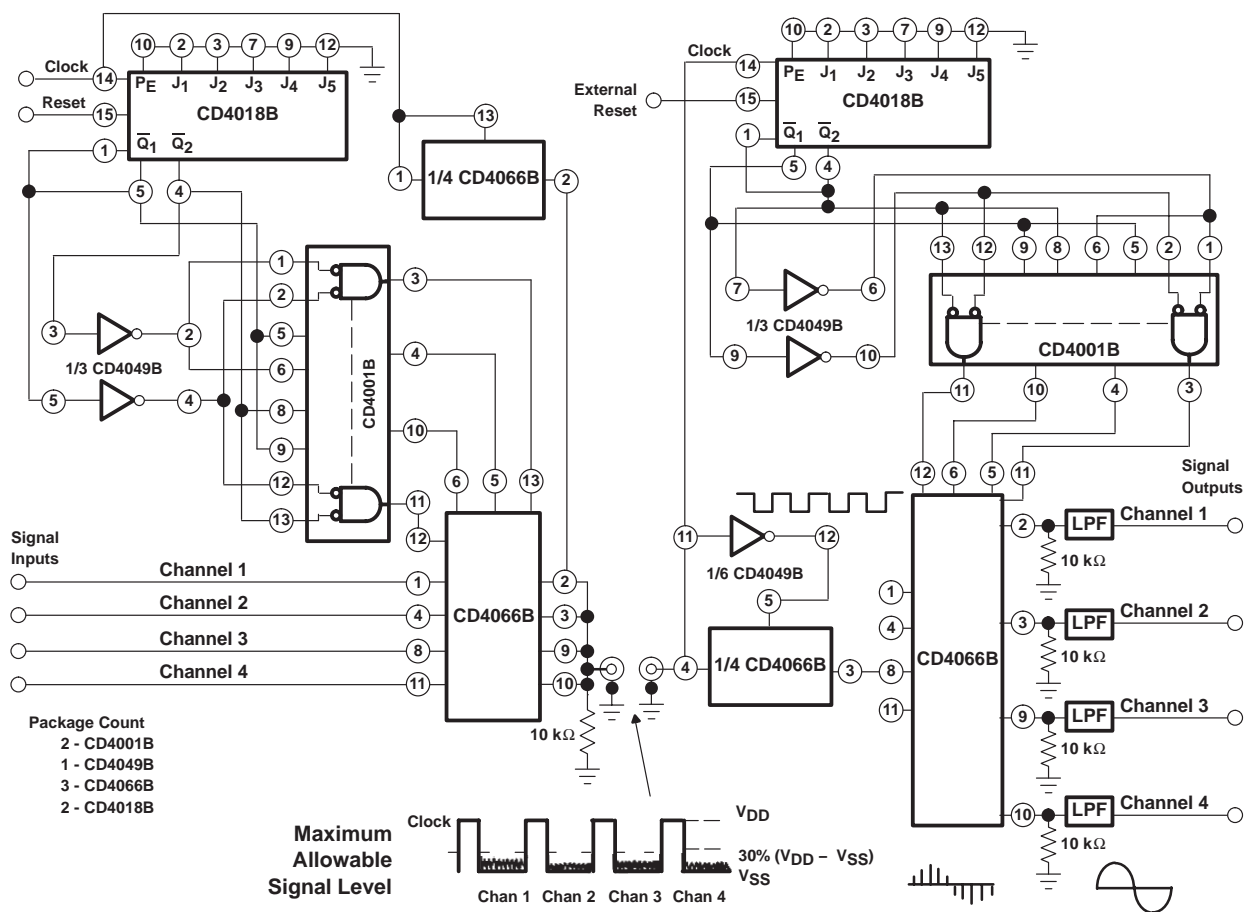 10 2 3 7 9 12
Clock 14 PE J1 J2 J3 J4 J5
Reset 15 CD4018B
1 Q̅1 Q̅2
5 4
13
1 1/4 CD4066B 2
3 2
1/3 CD4049B
5 4
1
2
5
6
8
9
12
13
CD4001B
3
4
10
11
6 5 13
12
Signal
Inputs
Channel 1 1 2
Channel 2 4 3
CD4066B
Channel 3 8 9
Channel 4 11 10
10 kΩ
Package Count
2 - CD4001B
1 - CD4049B
3 - CD4066B
2 - CD4018B
10 2 3 7 9 12
Clock 14 PE J1 J2 J3 J4 J5
External
Reset 15 CD4018B
1 Q̅1 Q̅2
5 4
13 12 9 8 6 5 2 1
7 6
1/3 CD4049B
9 10
CD4001B
11 10 4 3
12 6 5 11
Signal
Outputs
11 12
1/6 CD4049B
5
4 1/4 CD4066B 3
1
4
8
11
CD4066B
2 LPF Channel 1
10 kΩ
3 LPF Channel 2
10 kΩ
9 LPF Channel 3
10 kΩ
10 LPF Channel 4
10 kΩ
Maximum
Allowable
Signal Level
Clock VDD
30% (VDD – VSS)
VSS
Chan 1 Chan 2 Chan 3 Chan 4